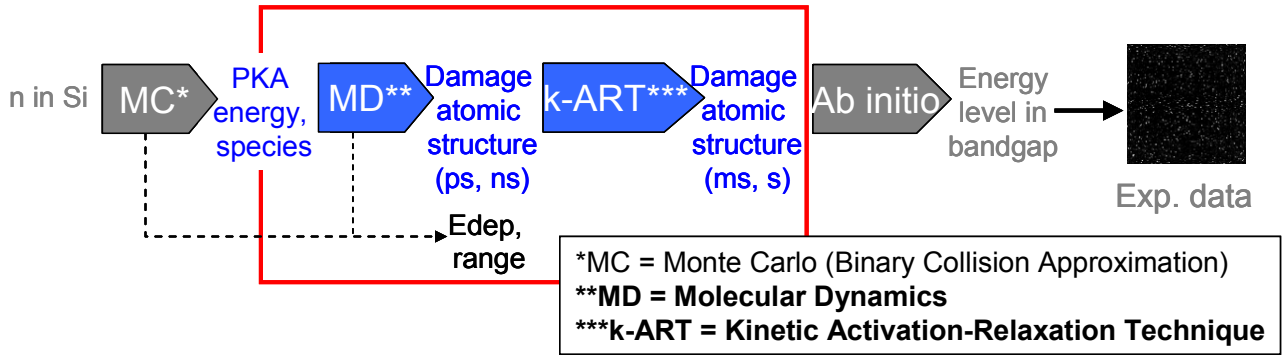 n in Si
MC*
PKA
energy,
species
MD**
Damage
atomic
structure
(ps, ns)
k-ART***
Damage
atomic
structure
(ms, s)
Ab initio
Energy
level in
bandgap
Exp. data
Edep,
range
*MC = Monte Carlo (Binary Collision Approximation)
**MD = Molecular Dynamics
***k-ART = Kinetic Activation-Relaxation Technique